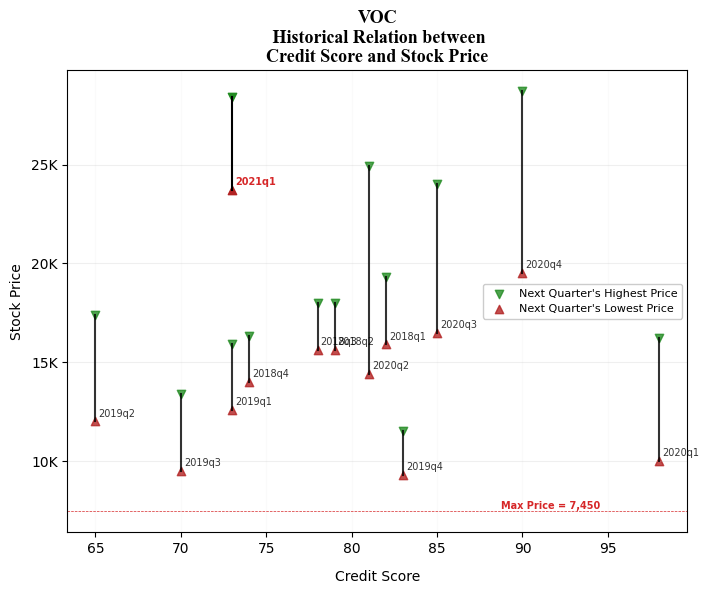 VOC
Historical Relation between
Credit Score and Stock Price
Stock Price
25K
20K
15K
10K
2021q1
2020q4
Next Quarter's Highest Price
Next Quarter's Lowest Price
2020q3
2018q1
2018q3
2018q2
2020q2
2018q4
2019q1
2019q2
2020q1
2019q3
2019q4
Max Price = 7,450
65 70 75 80 85 90 95
Credit Score